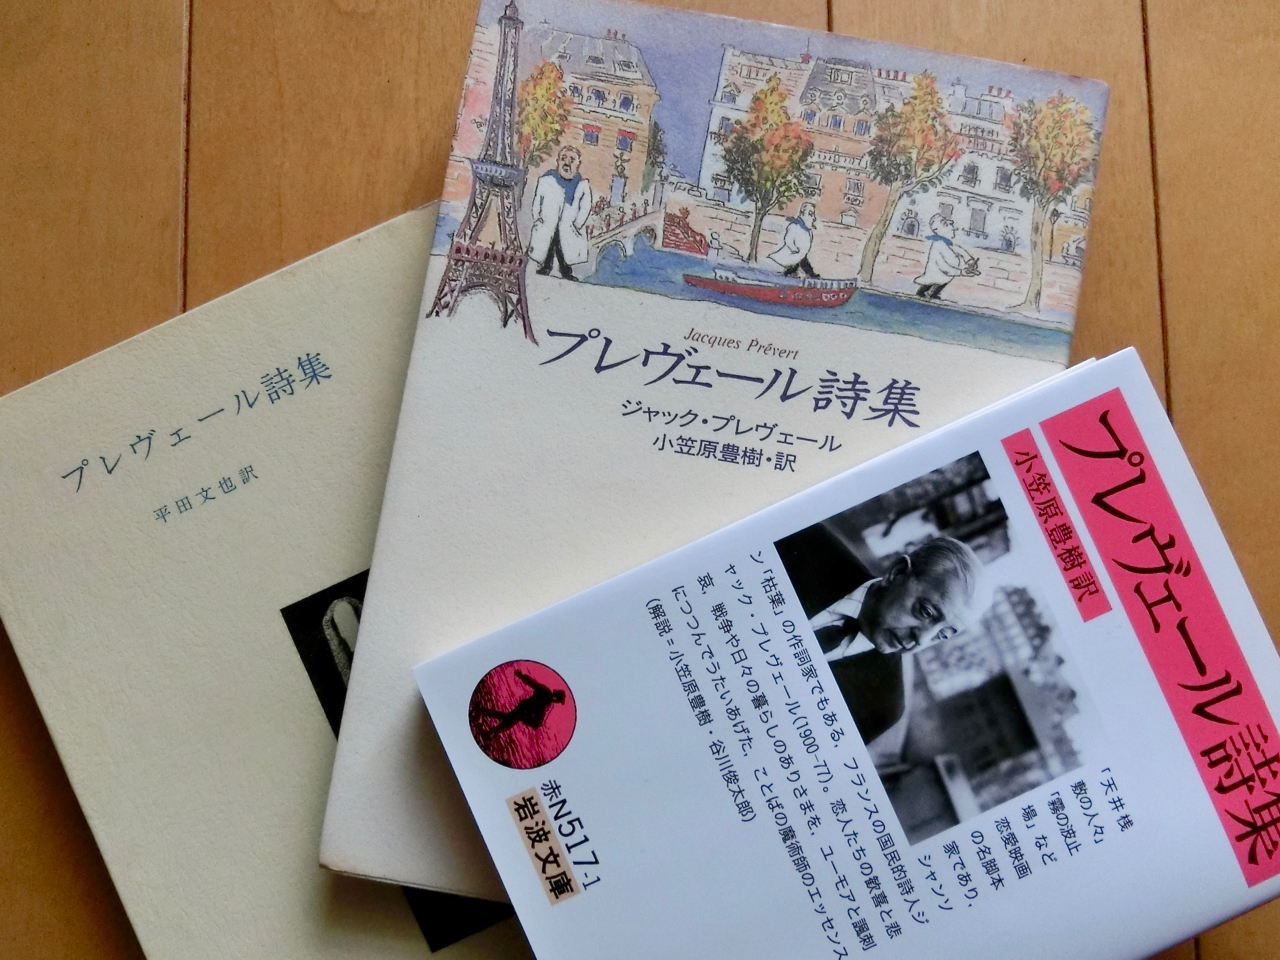 プレヴェール詩集
平田文也訳
Jacques Prévert
プレヴェール詩集
ジャック・プレヴェール
小笠原豊樹・訳
プレヴェール詩集
小笠原豊樹訳
「天井桟
敷の人々」
「霧の波止
場」など
恋愛映画
の名脚本
家であり,
シャンソ
ン「枯葉」の作詞家でもある, フランスの国民的詩人ジ
ャック・プレヴェール(1900-77)。恋人たちの歓喜と悲
哀, 戦争や日々の暮らしのありさまを, ユーモアと諷刺
につつんでうたいあげた, ことばの魔術師のエッセンス
(解説=小笠原豊樹・谷川俊太郎)
赤N517-1
岩波文庫